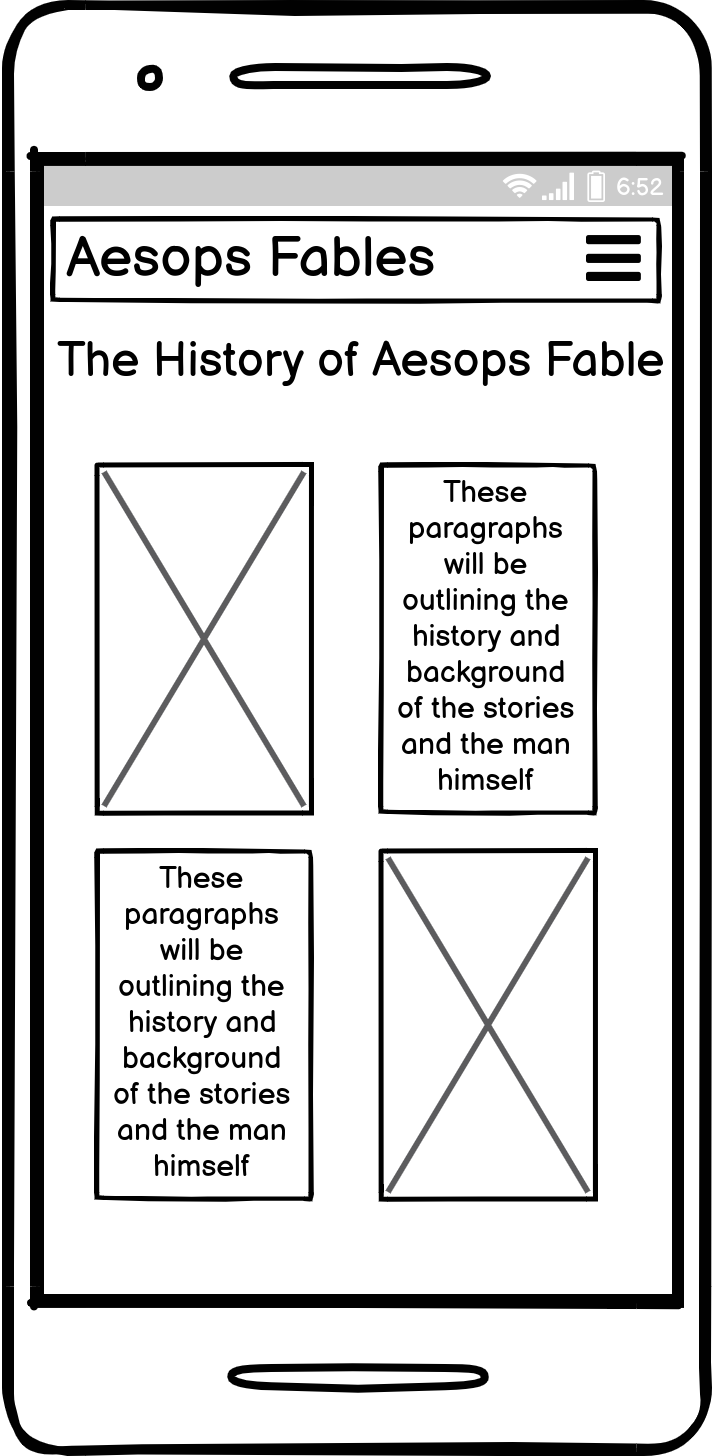 6:52
Aesops Fables
The History of Aesops Fable
These
paragraphs
will be
outlining the
history and
background
of the stories
and the man
himself
These
paragraphs
will be
outlining the
history and
background
of the stories
and the man
himself